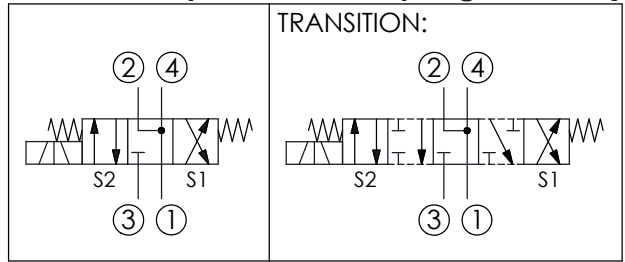 TRANSITION:
② ④
S2 S1
③ ①
② ④
S2 S1
③ ①